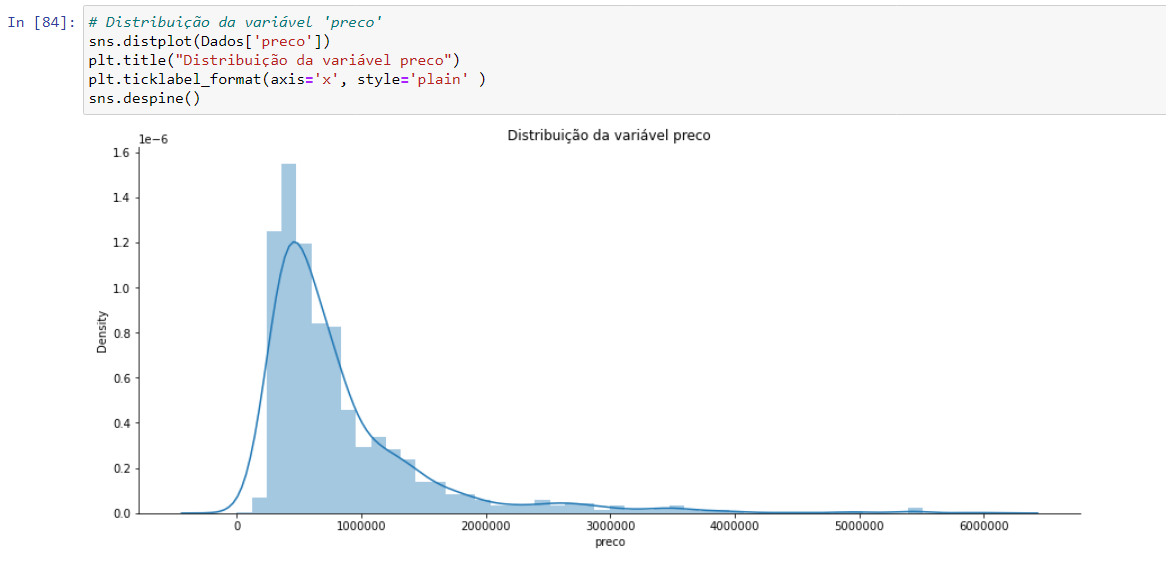 In [84]: # Distribuição da variável 'preco'
sns.distplot(Dados['preco'])
plt.title("Distribuição da variável preco")
plt.ticklabel_format(axis='x', style='plain' )
sns.despine()
Distribuição da variável preco
1e−6
1.6
1.4
1.2
1.0
0.8
0.6
0.4
0.2
0.0
Density
0 1000000 2000000 3000000 4000000 5000000 6000000
preco